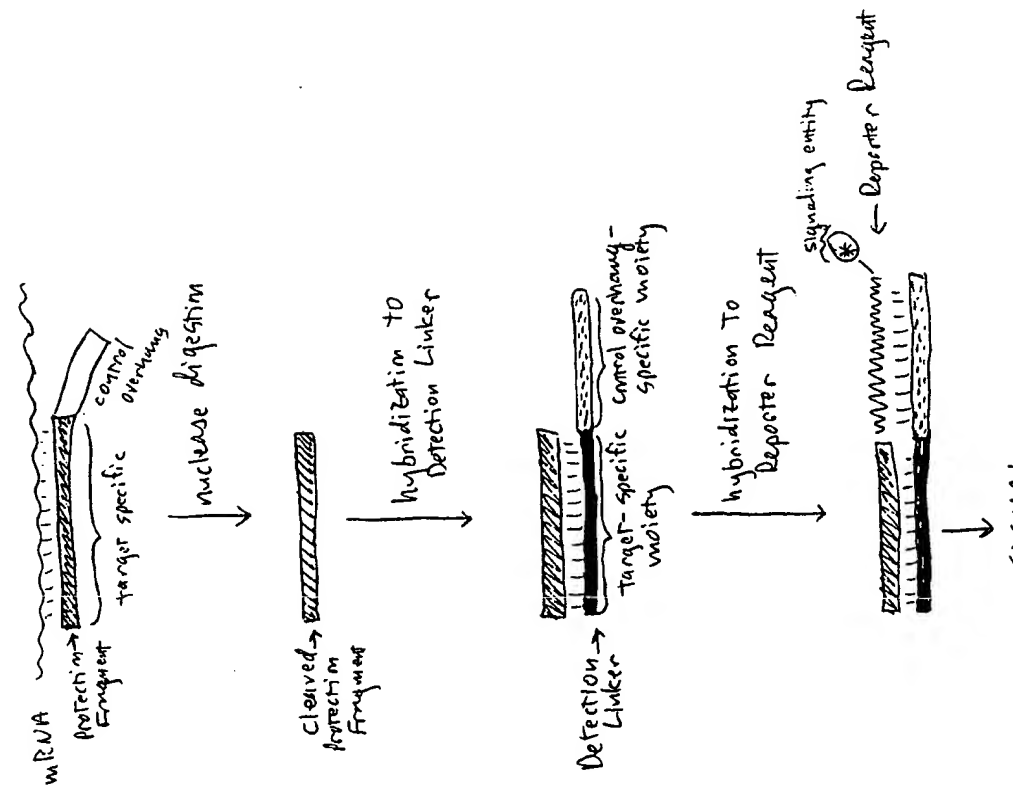 mRNA
Protection → Fragment
target specific
control
overhang
nuclease digestion
Cleaved →
Protection
Fragment
hybridization to
Detection Linker
Detection →
Linker
target-specific
moiety
control overhang-
specific moiety
hybridization To
Reporter Reagent
signaling entity
*
← Reporter Reagent